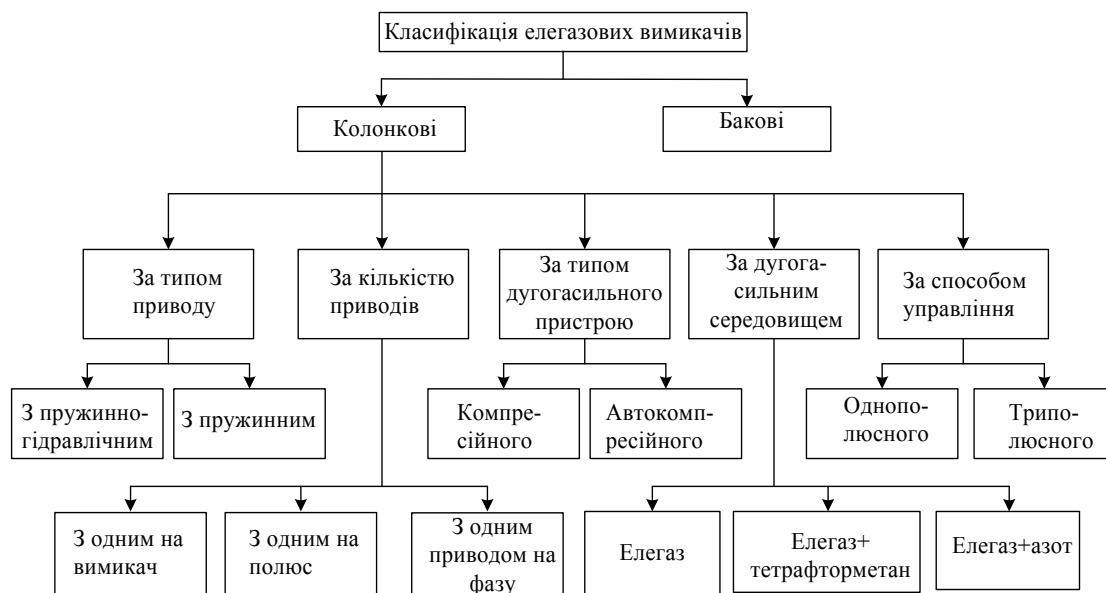 Класифікація елегазових вимикачів
Колонкові
Бакові
За типом
приводу
За кількістю
приводів
За типом
дугогасильного
пристрою
За дугога-
сильним
середовищем
За способом
управління
З пружинно-
гідравлічним
З пружинним
Компре-
сійного
Автокомп-
ресійного
Однопо-
люсного
Трипо-
люсного
З одним на
вимикач
З одним на
полюс
З одним
приводом на
фазу
Елегаз
Елегаз+
тетрафторметан
Елегаз+азот